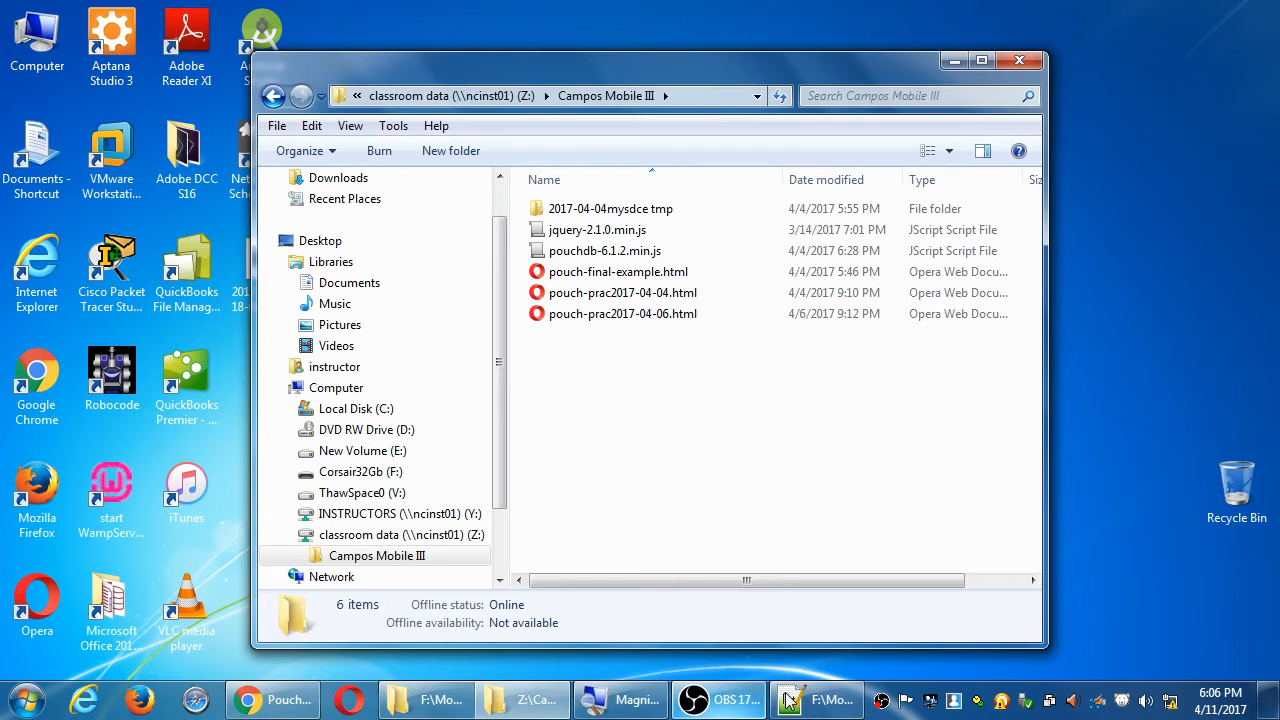 Computer
Aptana
Studio 3
Adobe
Reader XI
Documents -
Shortcut
VMware
Workstati...
Adobe DCC
S16
Internet
Explorer
Cisco Packet
Tracer Stu...
QuickBooks
File Manag...
Google
Chrome
Robocode
QuickBooks
Premier - ...
Mozilla
Firefox
start
WampServ...
iTunes
Opera
Microsoft
Office 201...
VLC media
player
« classroom data (\\ncinst01) (Z:) Campos Mobile III
Search Campos Mobile III
File Edit View Tools Help
Organize Burn New folder
Downloads
Recent Places
Desktop
Libraries
Documents
Music
Pictures
Videos
instructor
Computer
Local Disk (C:)
DVD RW Drive (D:)
New Volume (E:)
Corsair32Gb (F:)
ThawSpace0 (V:)
INSTRUCTORS (\\ncinst01) (Y:)
classroom data (\\ncinst01) (Z:)
Campos Mobile III
Network
Name Date modified Type Siz
2017-04-04mysdce tmp 4/4/2017 5:55 PM File folder
jquery-2.1.0.min.js 3/14/2017 7:01 PM JScript Script File
pouchdb-6.1.2.min.js 4/4/2017 6:28 PM JScript Script File
pouch-final-example.html 4/4/2017 5:46 PM Opera Web Docu...
pouch-prac2017-04-04.html 4/4/2017 9:10 PM Opera Web Docu...
pouch-prac2017-04-06.html 4/6/2017 9:12 PM Opera Web Docu...
6 items Offline status: Online
Offline availability: Not available
Recycle Bin
Pouch... F:\Mo... Z:\Ca... Magni... OBS 17... F:\Mo...
6:06 PM
4/11/2017